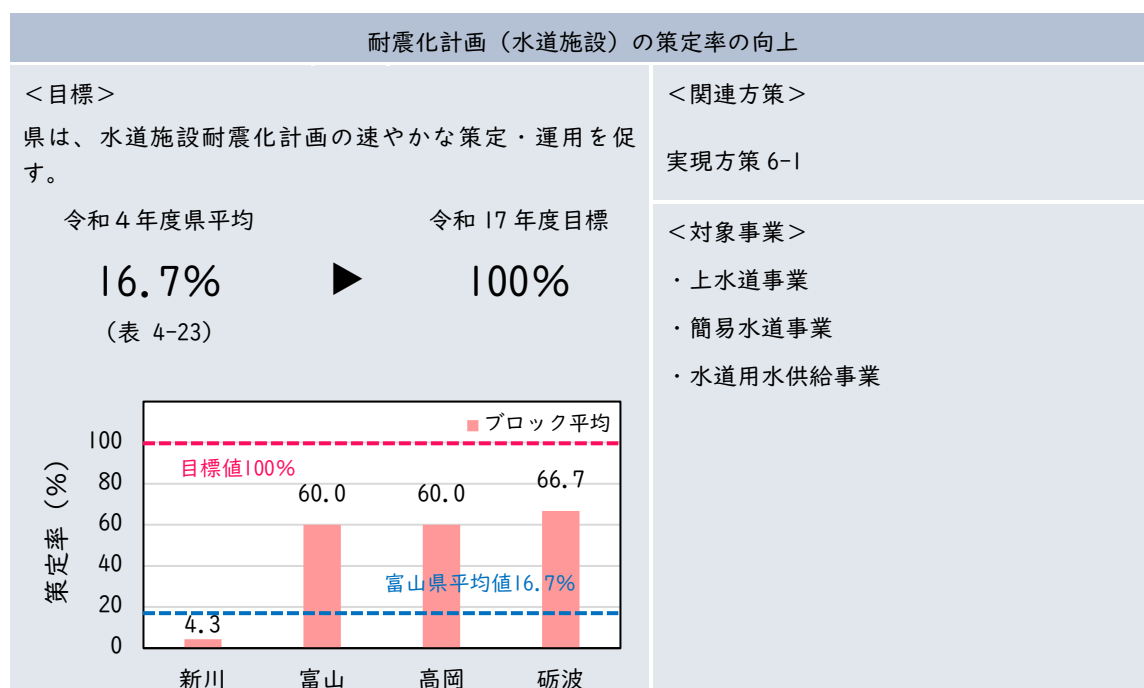 耐震化計画（水道施設）の策定率の向上
＜目標＞
県は、水道施設耐震化計画の速やかな策定・運用を促
す。
令和４年度県平均
令和 17 年度目標
16.7%
▶
100%
（表 4-23）
策定率（%）
100
80
60
40
20
0
ブロック平均
目標値100%
富山県平均値16.7%
4.3
60.0
60.0
66.7
新川
富山
高岡
砺波
＜関連方策＞
実現方策 6-1
＜対象事業＞
・上水道事業
・簡易水道事業
・水道用水供給事業